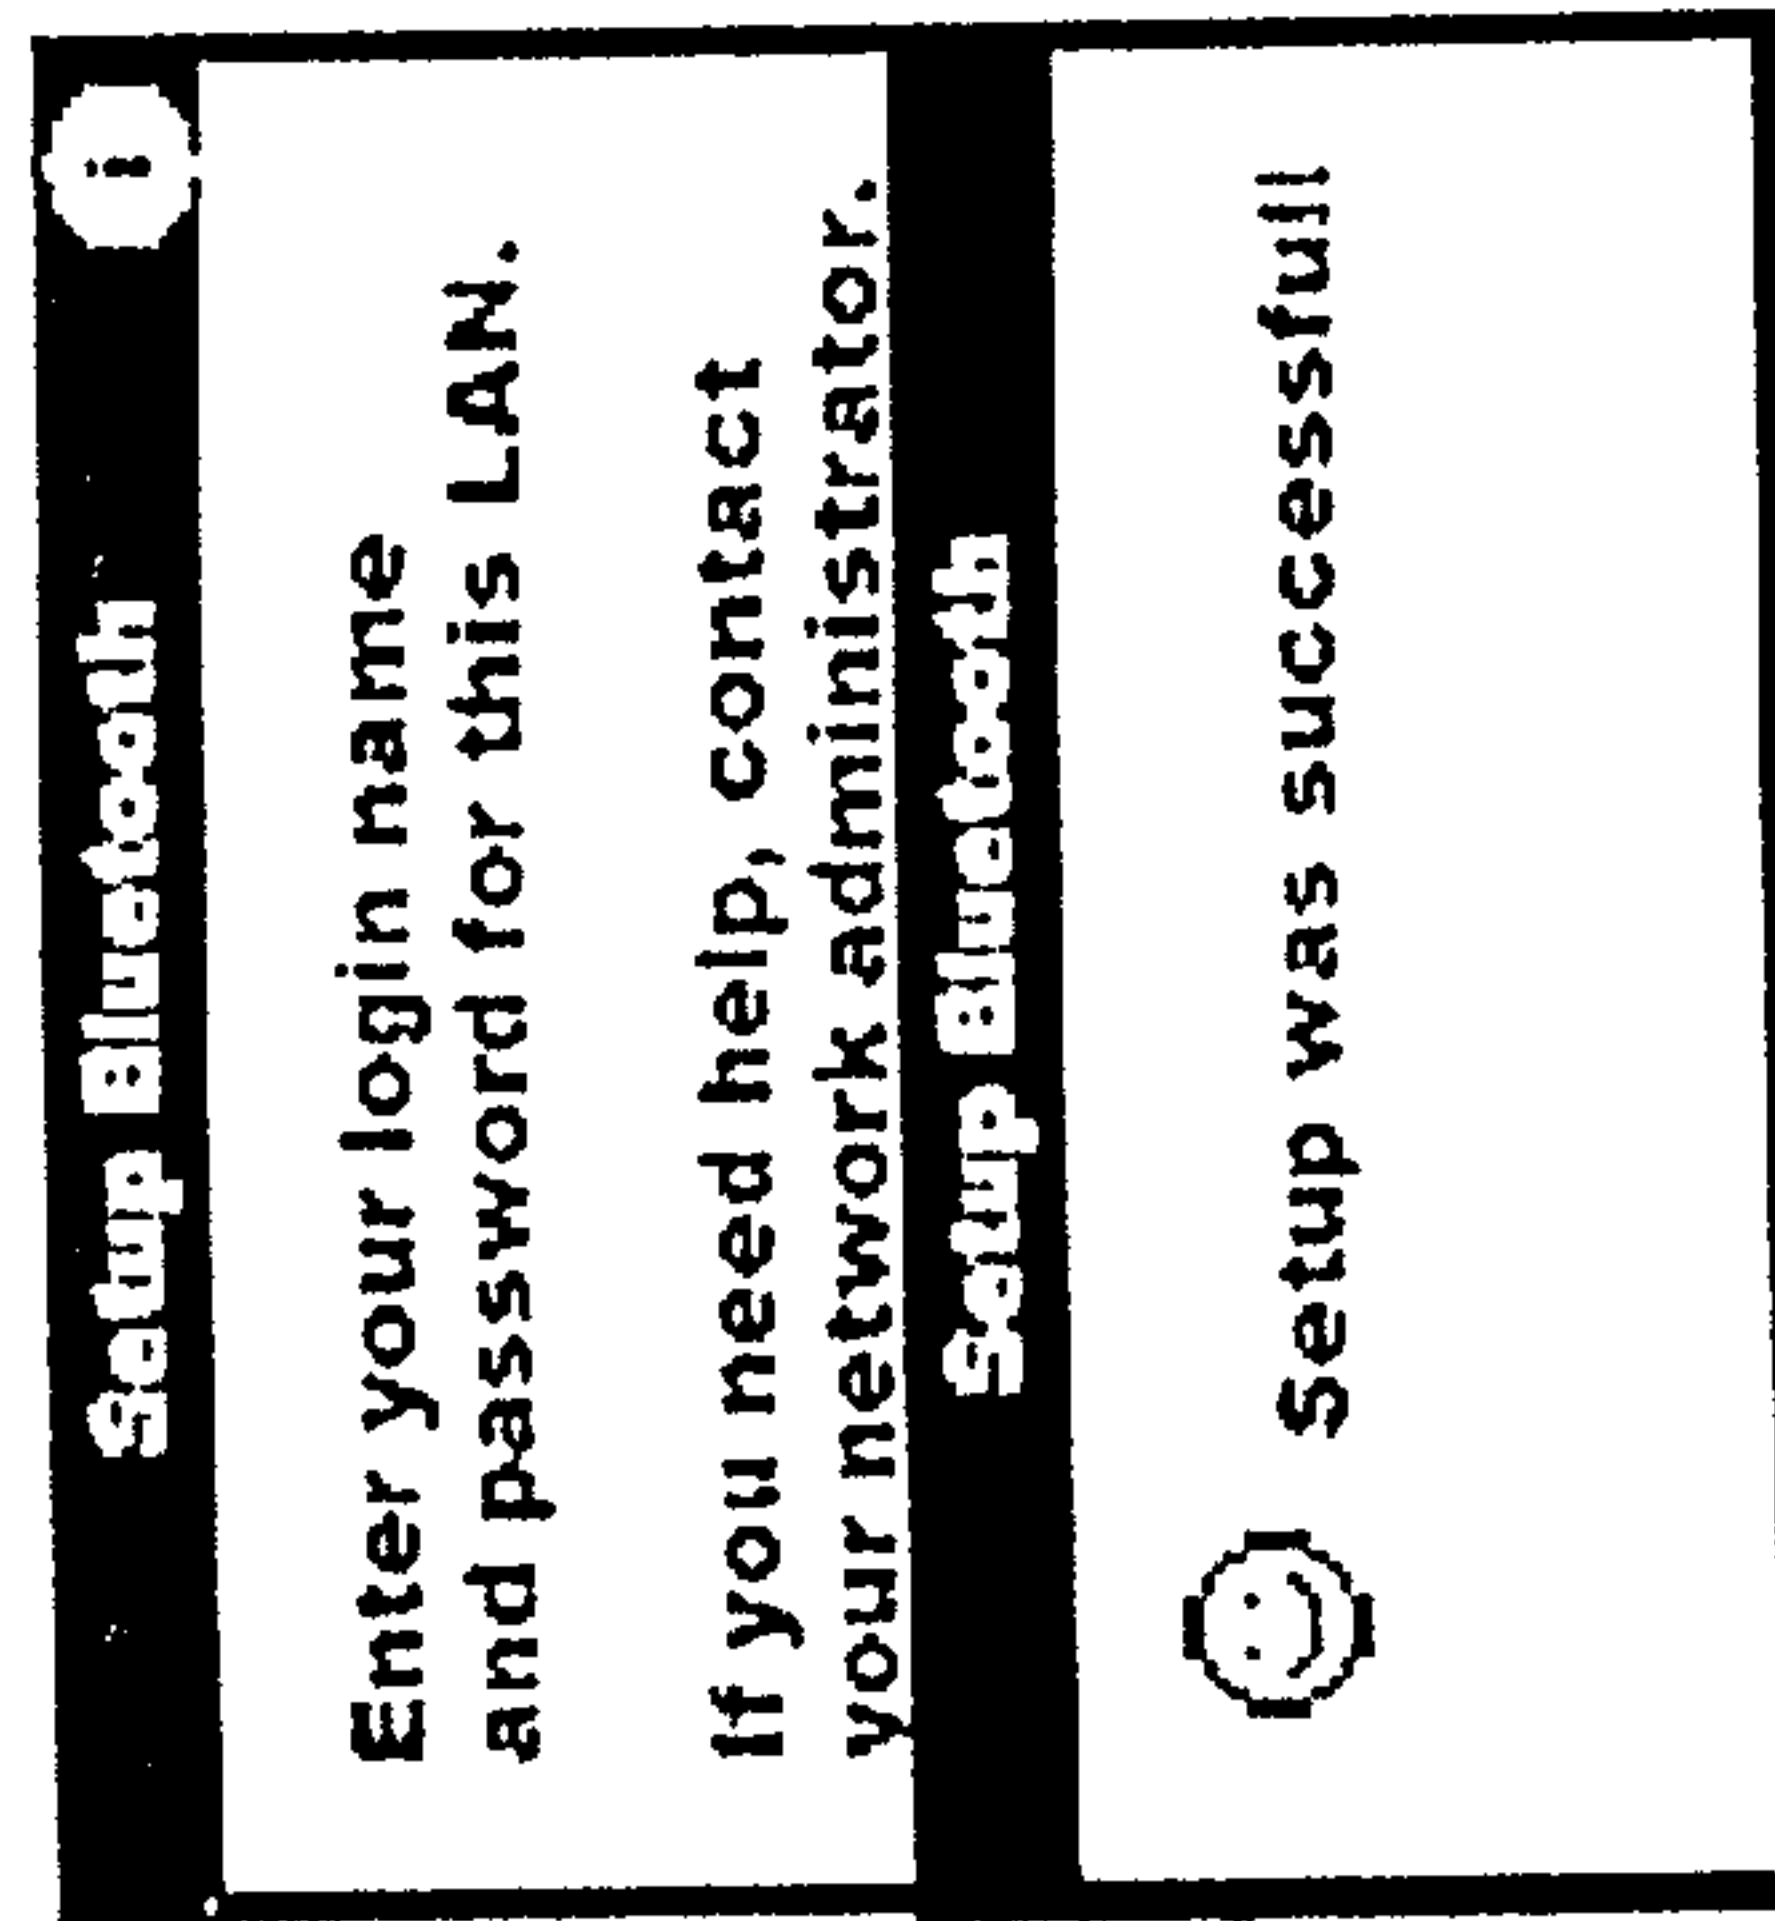 Setup Bluetooth i
Enter your login name
and password for this LAN.
If you need help, contact
your network administrator.
Setup Bluetooth
Setup was successfull